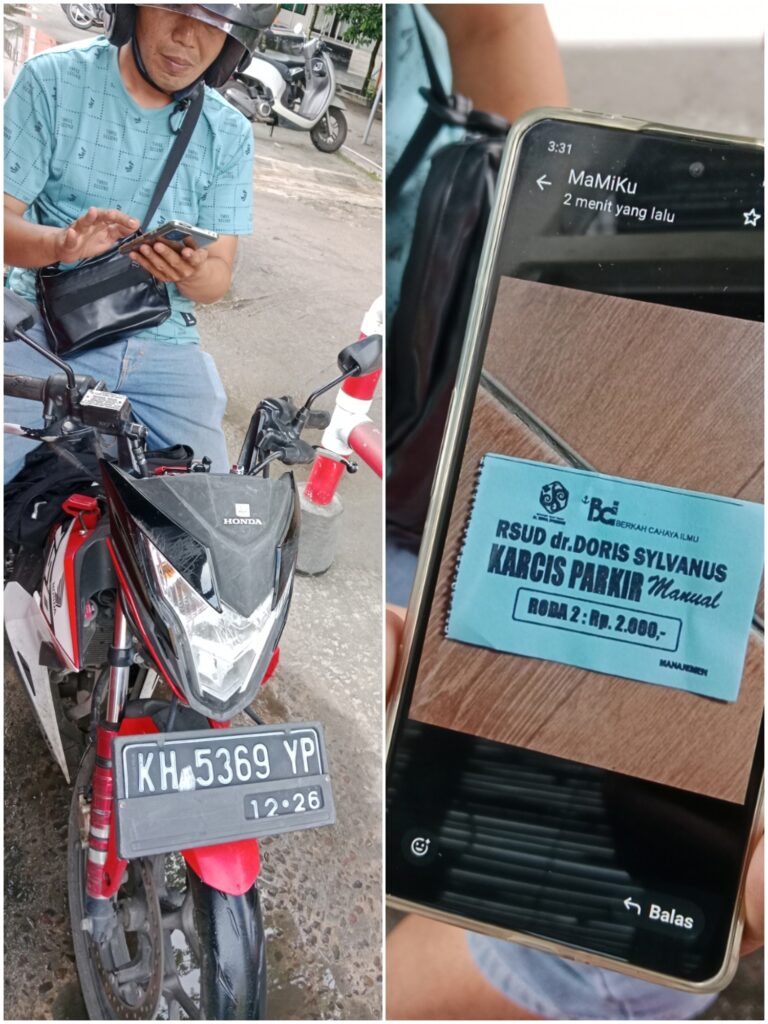 HONDA
KH 5369 YP
12•26
3:31
MaMiKu
2 menit yang lalu
BCi
BERKAH CAHAYA ILMU
RSUD dr.DORIS SYLVANUS
KARCIS PARKIR Manual
RODA 2 : Rp. 2.000,-
MANAJEMEN
Balas